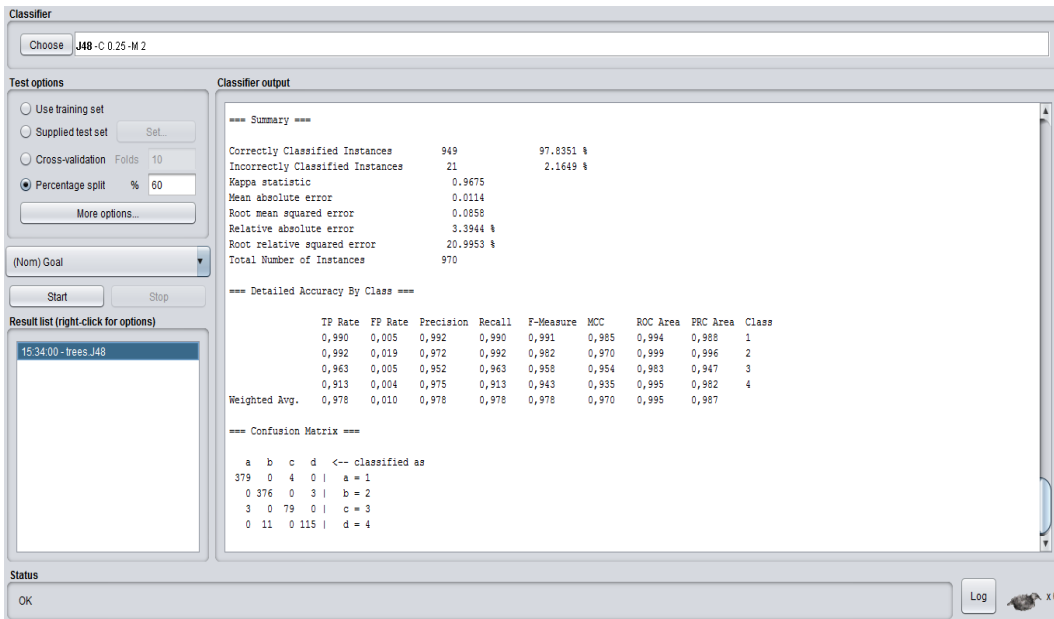 Classifier
Choose J48 -C 0.25 -M 2
Test options
Use training set
Supplied test set Set...
Cross-validation Folds 10
Percentage split % 60
More options...
(Nom) Goal
Start Stop
Result list (right-click for options)
15:34:00 - trees.J48
Classifier output
=== Summary ===
Correctly Classified Instances 949 97.8351 %
Incorrectly Classified Instances 21 2.1649 %
Kappa statistic 0.9675
Mean absolute error 0.0114
Root mean squared error 0.0858
Relative absolute error 3.3944 %
Root relative squared error 20.9953 %
Total Number of Instances 970
=== Detailed Accuracy By Class ===
TP Rate FP Rate Precision Recall F-Measure MCC ROC Area PRC Area Class
0,990 0,005 0,992 0,990 0,991 0,985 0,994 0,988 1
0,992 0,019 0,972 0,992 0,982 0,970 0,999 0,996 2
0,963 0,005 0,952 0,963 0,958 0,954 0,983 0,947 3
0,913 0,004 0,975 0,913 0,943 0,935 0,995 0,982 4
Weighted Avg. 0,978 0,010 0,978 0,978 0,978 0,970 0,995 0,987
=== Confusion Matrix ===
a b c d <-- classified as
379 0 4 0 | a = 1
0 376 0 3 | b = 2
3 0 79 0 | c = 3
0 11 0 115 | d = 4
Status
OK
Log
x